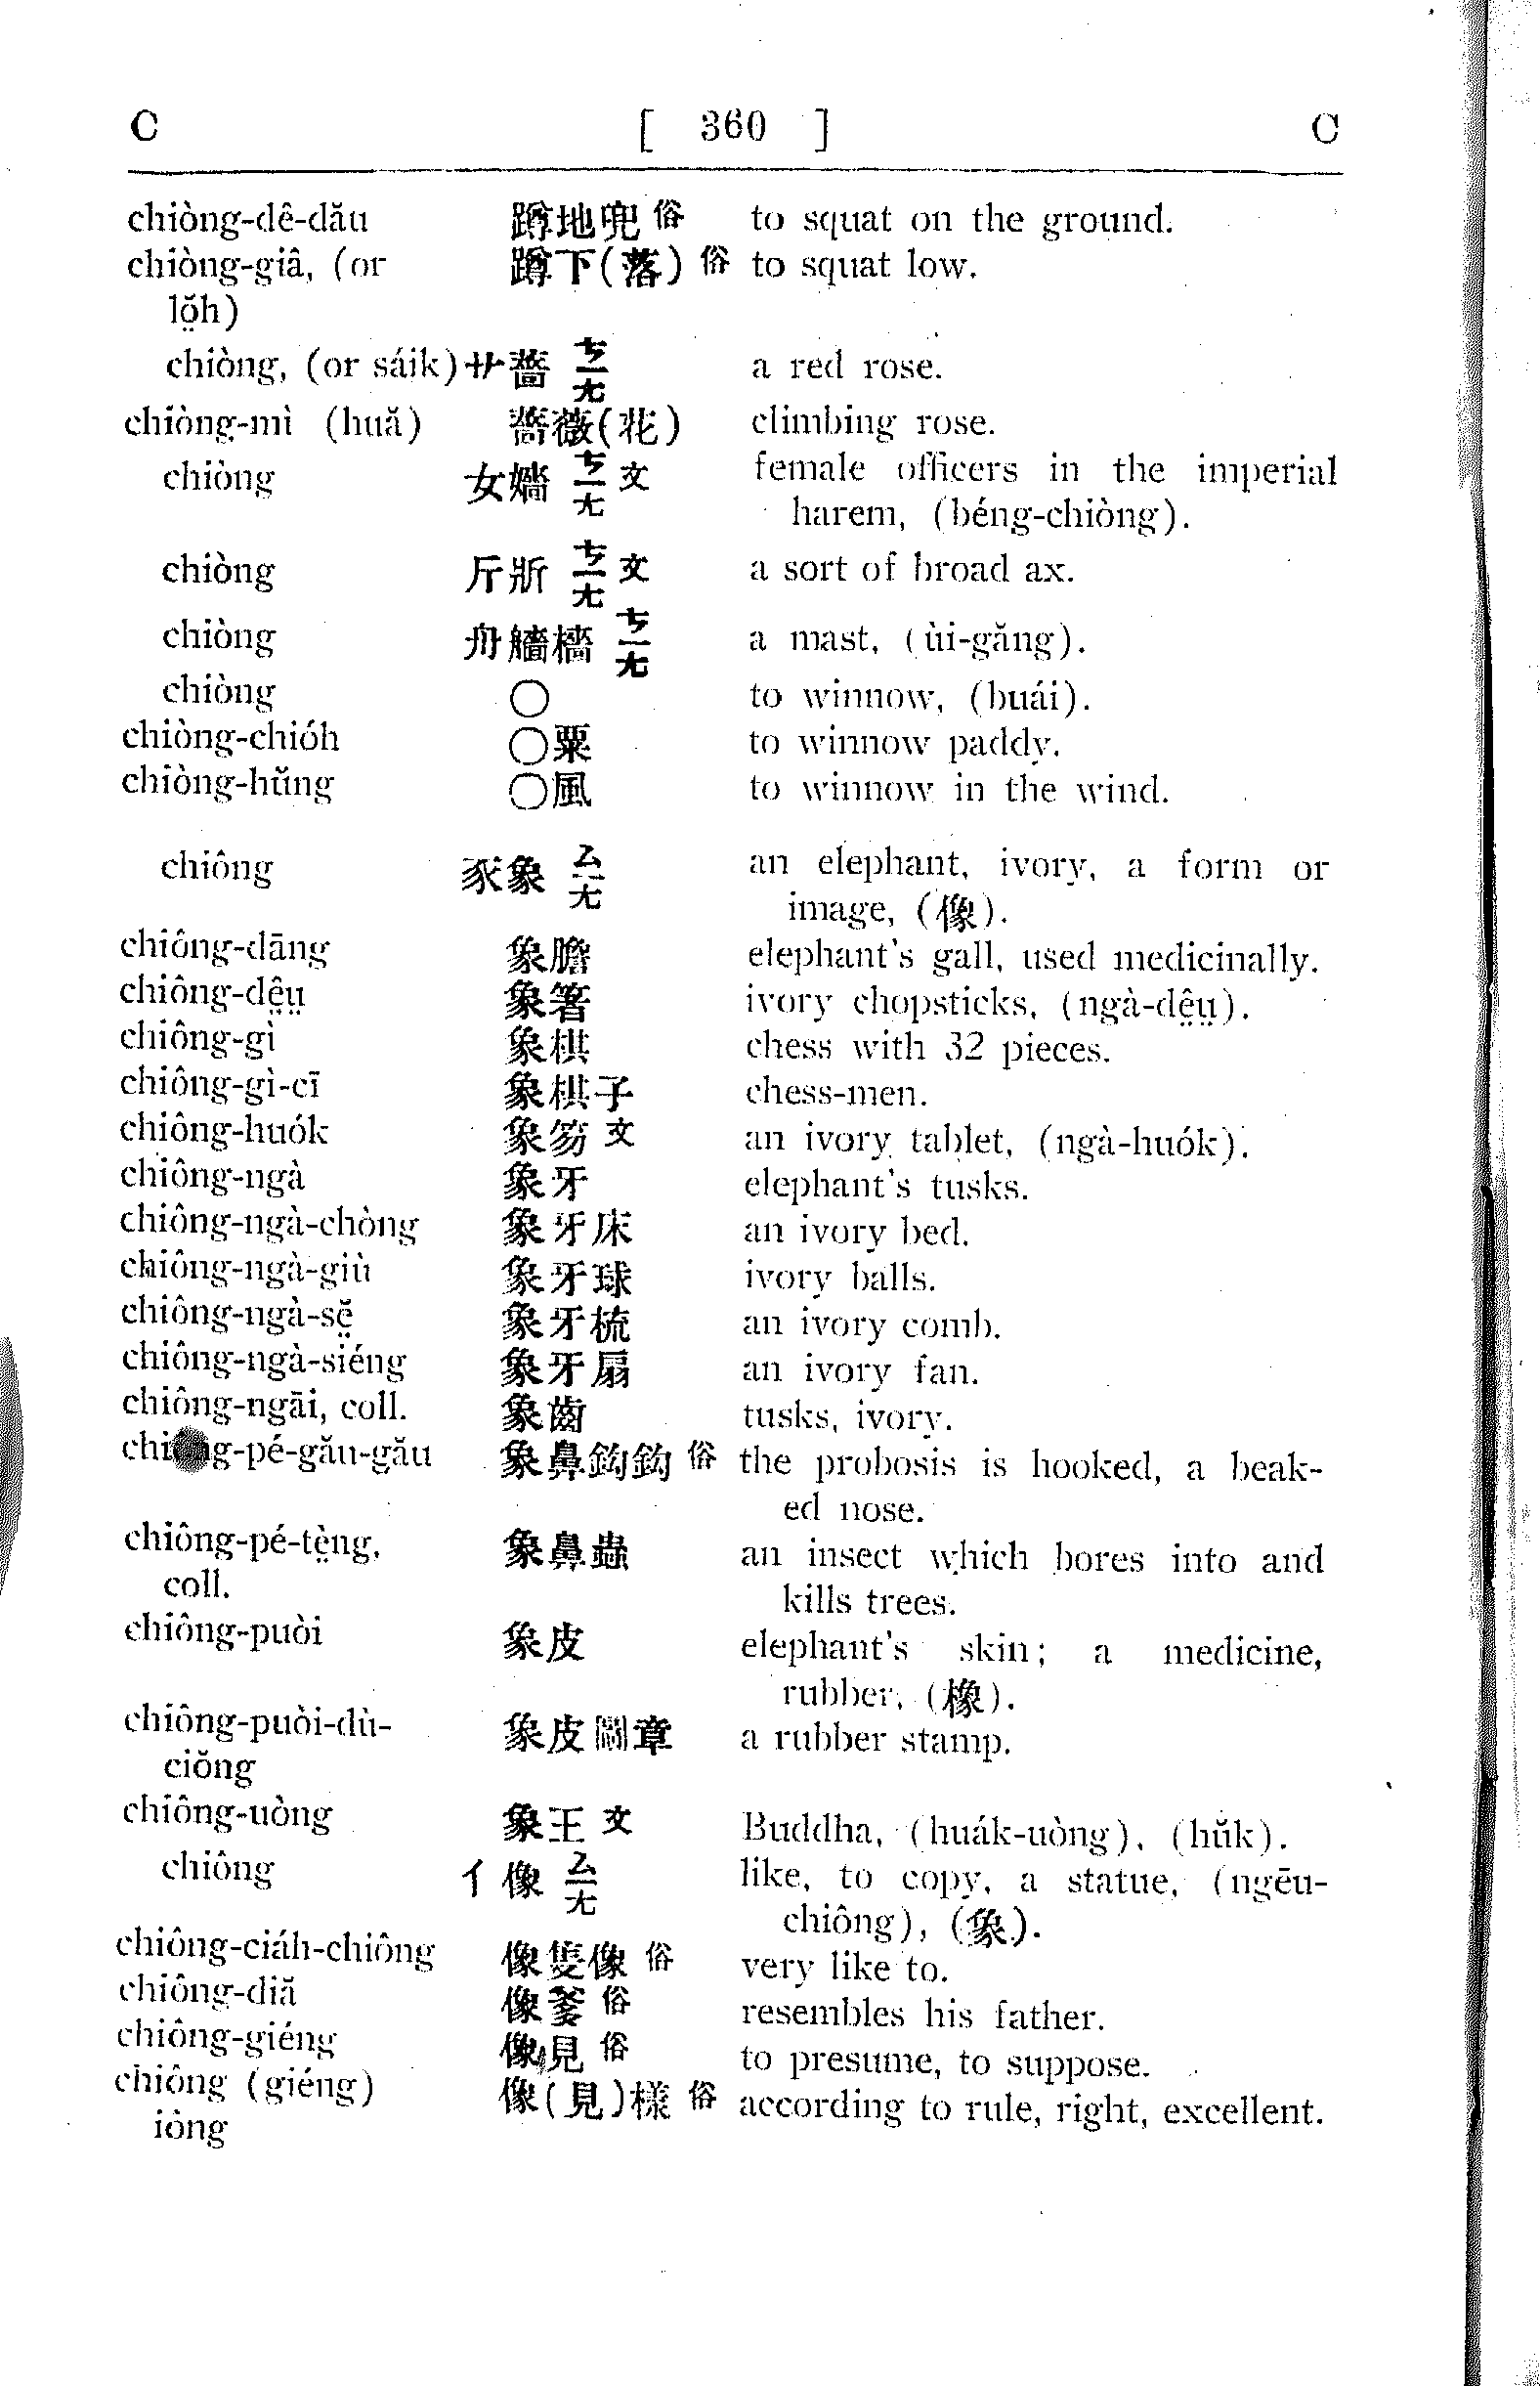 C [ 360 ] C
chiòng-dê-dău 蹲地兜 俗 to squat on the ground.
chiòng-giâ, (or 蹲下(落) 俗 to squat low.
lŏ̤h)
chiòng, (or sáik) 艹薔 ㄘㄧㄤ a red rose.
chiòng-mì (huă) 薔薇(花) climbing rose.
chiòng 女嬙 ㄘㄧㄤ 文 female officers in the imperial
harem, (béng-chiòng).
chiòng 斤斨 ㄘㄧㄤ 文 a sort of broad ax.
chiòng 舟艢檣 ㄘㄧㄤ a mast, (ùi-găng).
chiòng ○ to winnow, (buái).
chiòng-chióh ○粟 to winnow paddy.
chiòng-hŭng ○風 to winnow in the wind.
chiông 豕象 ㄙㄧㄤ an elephant, ivory, a form or
image, (像).
chiông-dāng 象膽 elephant's gall, used medicinally.
chiông-dê̤ṳ 象箸 ivory chopsticks, (ngà-dê̤ṳ).
chiông-gì 象棋 chess with 32 pieces.
chiông-gì-cī 象棋子 chess-men.
chiông-huók 象笏 文 an ivory tablet, (ngà-huók).
chiông-ngà 象牙 elephant's tusks.
chiông-ngà-chòng 象牙床 an ivory bed.
chiông-ngà-giù 象牙球 ivory balls.
chiông-ngà-sĕ̤ 象牙梳 an ivory comb.
chiông-ngà-siéng 象牙扇 an ivory fan.
chiông-ngāi, coll. 象齒 tusks, ivory.
chiông-pé-gău-gău 象鼻鉤鉤 俗 the probosis is hooked, a beak-
ed nose.
chiông-pé-tè̤ng, 象鼻蟲 an insect which bores into and
coll. kills trees.
chiông-puòi 象皮 elephant's skin; a medicine,
rubber, (橡).
chiông-puòi-dù- 象皮圖章 a rubber stamp.
ciŏng
chiông-uòng 象王 文 Buddha, (huák-uòng), (hŭk).
chiông 亻像 ㄙㄧㄤ like, to copy, a statue, (ngēu-
chiông), (象).
chiông-ciáh-chiông 像隻像 俗 very like to.
chiông-diă 像爹 俗 resembles his father.
chiông-giéng 像見 俗 to presume, to suppose.
chiông (giéng) 像(見)樣 俗 according to rule, right, excellent.
iông